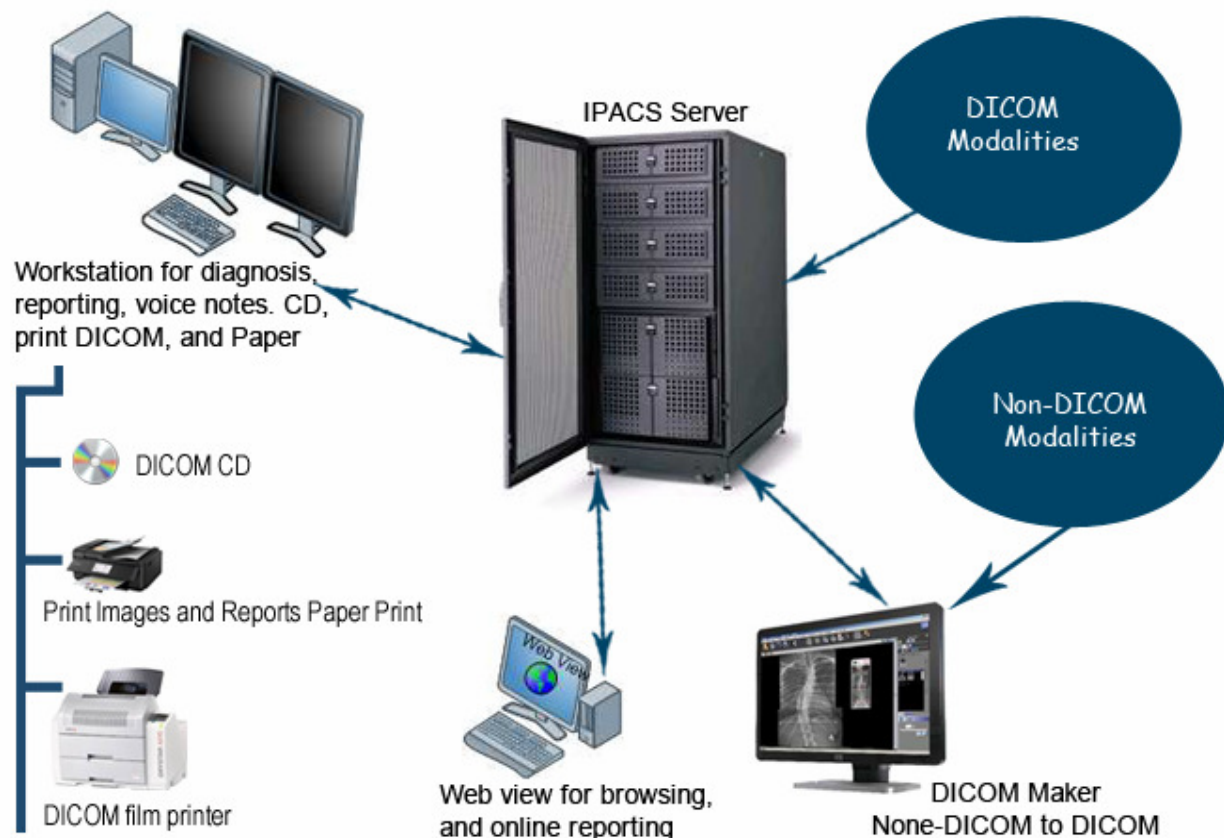 IPACS Server
DICOM
Modalities
Workstation for diagnosis,
reporting, voice notes. CD,
print DICOM, and Paper
Non-DICOM
Modalities
DICOM CD
Print Images and Reports Paper Print
DICOM film printer
Web View
Web view for browsing,
and online reporting
DICOM Maker
None-DICOM to DICOM